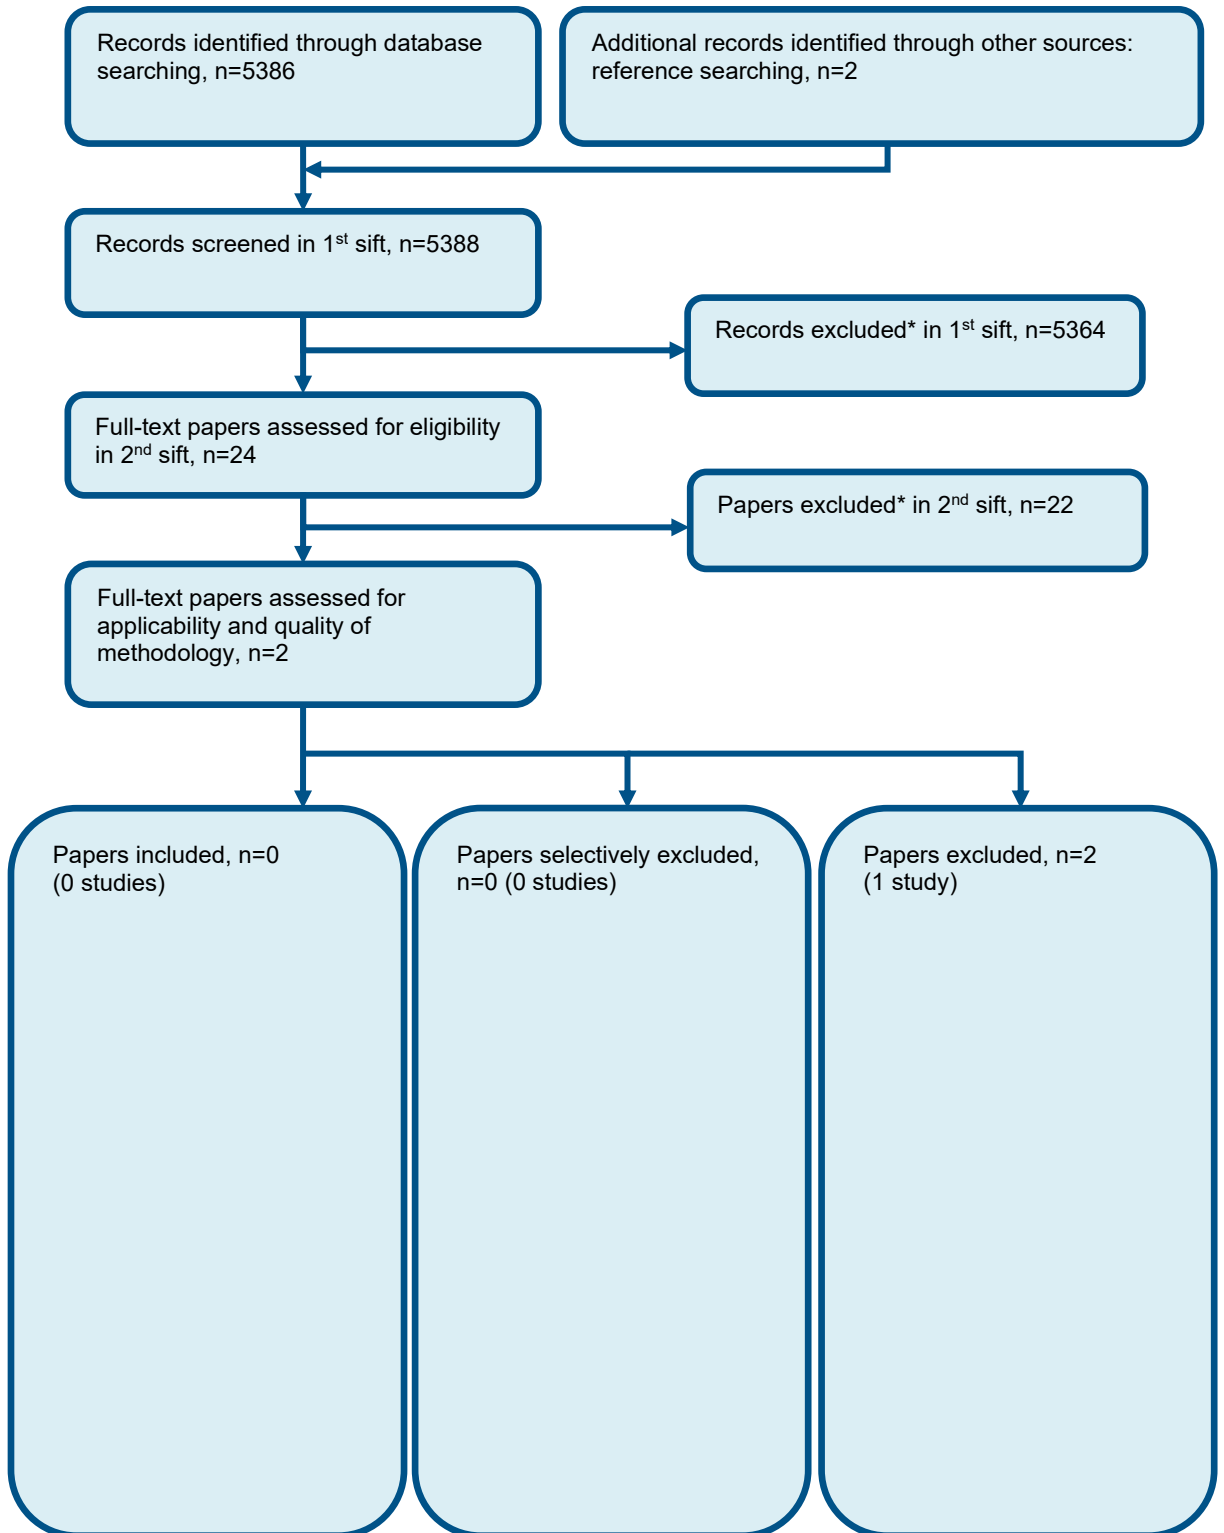 Records identified through database
searching, n=5386
Additional records identified through other sources:
reference searching, n=2
Records screened in 1st sift, n=5388
Records excluded* in 1st sift, n=5364
Full-text papers assessed for eligibility
in 2nd sift, n=24
Papers excluded* in 2nd sift, n=22
Full-text papers assessed for
applicability and quality of
methodology, n=2
Papers included, n=0
(0 studies)
Papers selectively excluded,
n=0 (0 studies)
Papers excluded, n=2
(1 study)